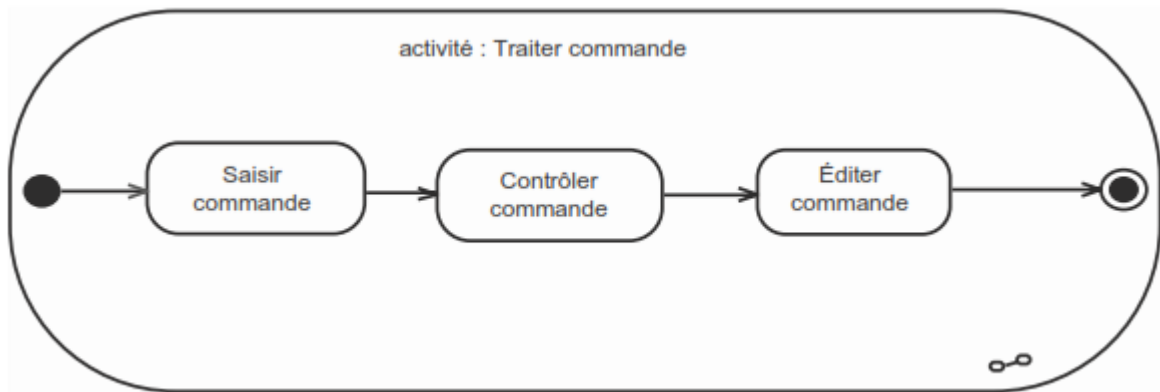 activité : Traiter commande
Saisir
commande
Contrôler
commande
Éditer
commande